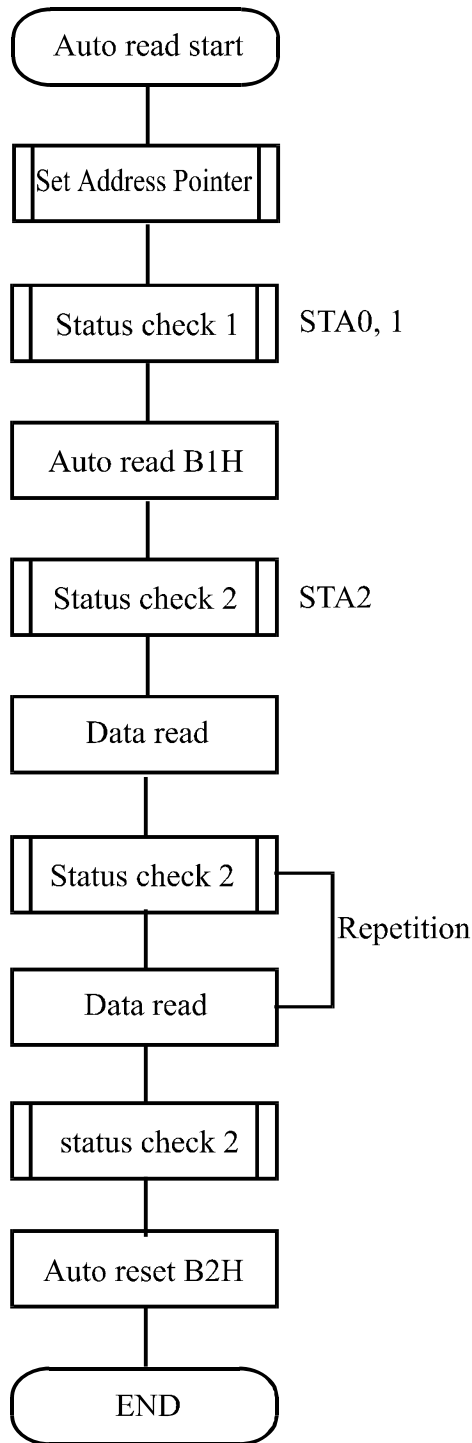 Auto read start
Set Address Pointer
Status check 1
STA0, 1
Auto read B1H
Status check 2
STA2
Data read
Status check 2
Repetition
Data read
status check 2
Auto reset B2H
END